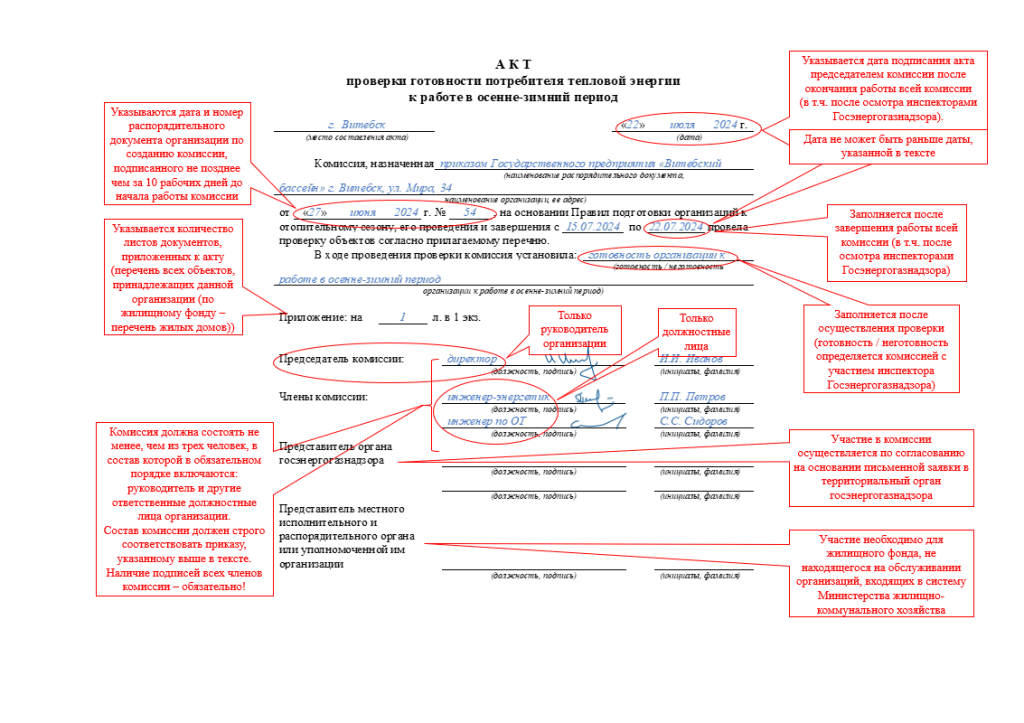 А К Т
проверки готовности потребителя тепловой энергии
к работе в осенне-зимний период
г. Витебск
(место составления акта)
«22» июля 2024 г.
(дата)
Комиссия, назначенная приказом Государственного предприятия «Витебский
(наименование распорядительного документа,
бассейн» г. Витебск, ул. Мира, 34
наименование организации, ее адрес)
от «27» июня 2024 г. № 54, на основании Правил подготовки организаций к
отопительному сезону, его проведения и завершения с 15.07.2024 по 22.07.2024 провела
проверку объектов согласно прилагаемому перечню.
В ходе проведения проверки комиссия установила: готовность организации к
(готовность / неготовность
работе в осенне-зимний период
организации к работе в осенне-зимний период)
Приложение: на 1 л. в 1 экз.
Председатель комиссии: директор И.И. Иванов
(должность, подпись) (инициалы, фамилия)
Члены комиссии: инженер-энергетик П.П. Петров
(должность, подпись) (инициалы, фамилия)
инженер по ОТ С.С. Сидоров
(должность, подпись) (инициалы, фамилия)
Представитель органа
госэнергогазнадзора
(должность, подпись) (инициалы, фамилия)
(должность, подпись) (инициалы, фамилия)
Представитель местного
исполнительного и
распорядительного органа
или уполномоченной им
организации
(должность, подпись) (инициалы, фамилия)
Указываются дата и номер
распорядительного
документа организации по
созданию комиссии,
подписанного не позднее
чем за 10 рабочих дней до
начала работы комиссии
Указывается количество
листов документов,
приложенных к акту
(перечень всех объектов,
принадлежащих данной
организации (по
жилищному фонду –
перечень жилых домов))
Комиссия должна состоять не
менее, чем из трех человек, в
состав которой в обязательном
порядке включаются:
руководитель и другие
ответственные должностные
лица организации.
Состав комиссии должен строго
соответствовать приказу,
указанному выше в тексте.
Наличие подписей всех членов
комиссии – обязательно!
Только
руководитель
организации
Только
должностные
лица
Указывается дата подписания акта
председателем комиссии после
окончания работы всей комиссии
(в т.ч. после осмотра инспекторами
Госэнергогазнадзора).
Дата не может быть раньше даты,
указанной в тексте
Заполняется после
завершения работы всей
комиссии (в т.ч. после
осмотра инспекторами
Госэнергогазнадзора)
Заполняется после
осуществления проверки
(готовность / неготовность
определяется комиссией с
участием инспектора
Госэнергогазнадзора)
Участие в комиссии
осуществляется по согласованию
на основании письменной заявки в
территориальный орган
госэнергогазнадзора
Участие необходимо для
жилищного фонда, не
находящегося на обслуживании
организаций, входящих в систему
Министерства жилищно-
коммунального хозяйства